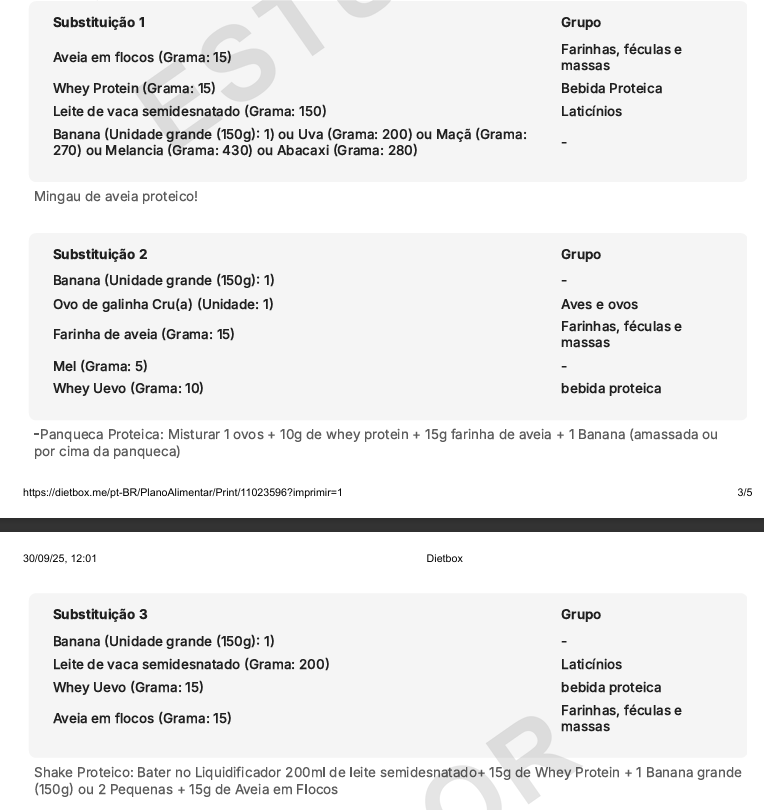 Substituição 1 Grupo
Aveia em flocos (Grama: 15) Farinhas, féculas e
massas
Whey Protein (Grama: 15) Bebida Proteica
Leite de vaca semidesnatado (Grama: 150) Laticínios
Banana (Unidade grande (150g): 1) ou Uva (Grama: 200) ou Maçã (Grama:
270) ou Melancia (Grama: 430) ou Abacaxi (Grama: 280) -
Mingau de aveia proteico!
Substituição 2 Grupo
Banana (Unidade grande (150g): 1) -
Ovo de galinha Cru(a) (Unidade: 1) Aves e ovos
Farinha de aveia (Grama: 15) Farinhas, féculas e
massas
Mel (Grama: 5) -
Whey Uevo (Grama: 10) bebida proteica
-Panqueca Proteica: Misturar 1 ovos + 10g de whey protein + 15g farinha de aveia + 1 Banana (amassada ou
por cima da panqueca)
https://dietbox.me/pt-BR/PlanoAlimentar/Print/11023596?imprimir=1 3/5
30/09/25, 12:01 Dietbox
Substituição 3 Grupo
Banana (Unidade grande (150g): 1) -
Leite de vaca semidesnatado (Grama: 200) Laticínios
Whey Uevo (Grama: 15) bebida proteica
Aveia em flocos (Grama: 15) Farinhas, féculas e
massas
Shake Proteico: Bater no Liquidificador 200ml de leite semidesnatado+ 15g de Whey Protein + 1 Banana grande
(150g) ou 2 Pequenas + 15g de Aveia em Flocos
EST
OR